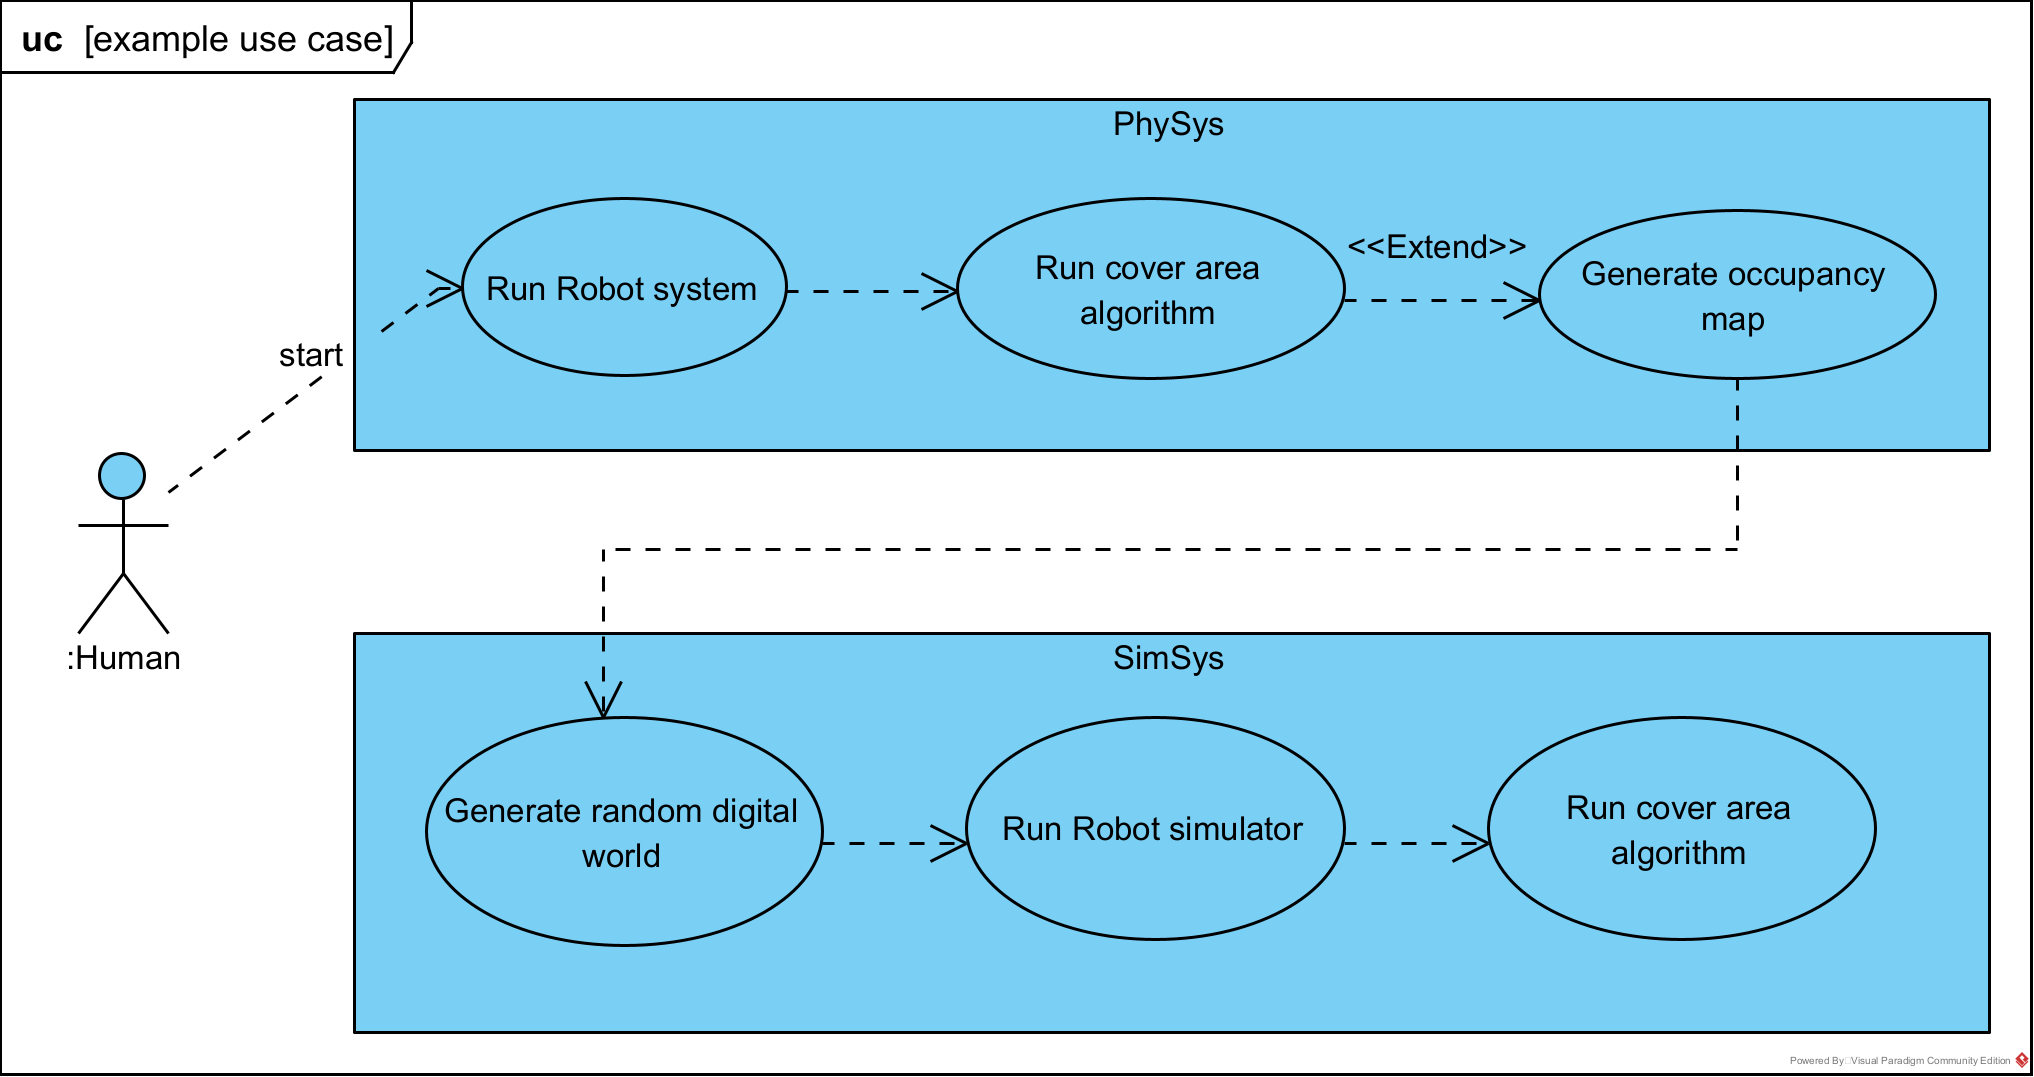 uc [example use case]
PhySys
Run Robot system
Run cover area
algorithm
<<Extend>>
Generate occupancy
map
start
:Human
SimSys
Generate random digital
world
Run Robot simulator
Run cover area
algorithm
Powered By Visual Paradigm Community Edition